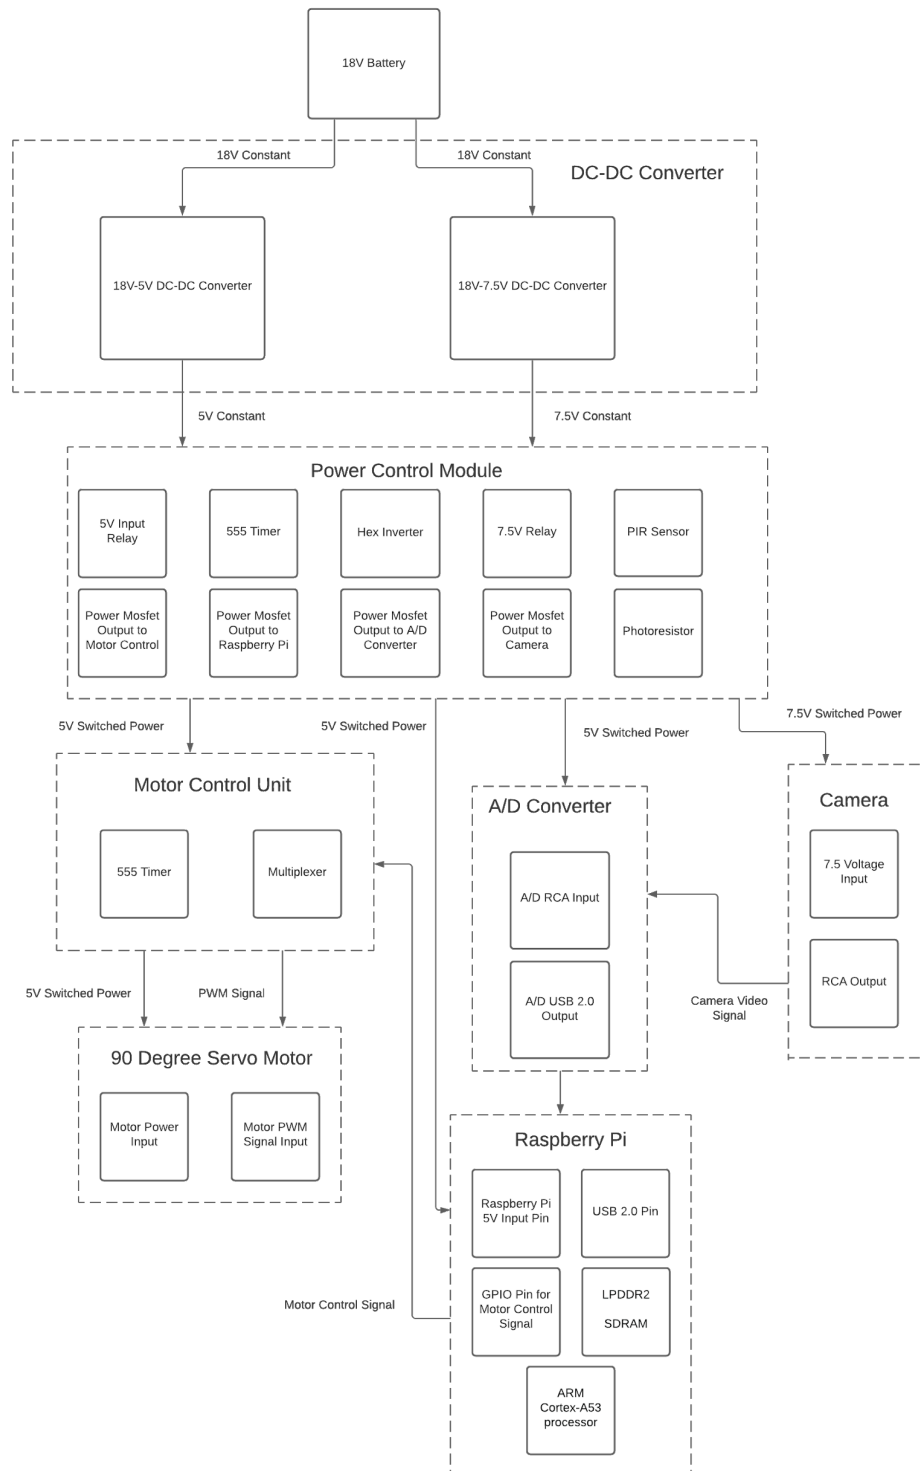 18V Battery
18V Constant
18V Constant
DC-DC Converter
18V-5V DC-DC Converter
18V-7.5V DC-DC Converter
5V Constant
7.5V Constant
Power Control Module
5V Input
Relay
555 Timer
Hex Inverter
7.5V Relay
PIR Sensor
Power Mosfet
Output to
Motor Control
Power Mosfet
Output to
Raspberry Pi
Power Mosfet
Output to A/D
Converter
Power Mosfet
Output to
Camera
Photoresistor
5V Switched Power
5V Switched Power
5V Switched Power
7.5V Switched Power
Motor Control Unit
555 Timer
Multiplexer
A/D Converter
A/D RCA Input
A/D USB 2.0
Output
Camera
7.5 Voltage
Input
RCA Output
Camera Video
Signal
5V Switched Power
PWM Signal
90 Degree Servo Motor
Motor Power
Input
Motor PWM
Signal Input
Raspberry Pi
Raspberry Pi
5V Input Pin
USB 2.0 Pin
Motor Control Signal
GPIO Pin for
Motor Control
Signal
LPDDR2
SDRAM
ARM
Cortex-A53
processor